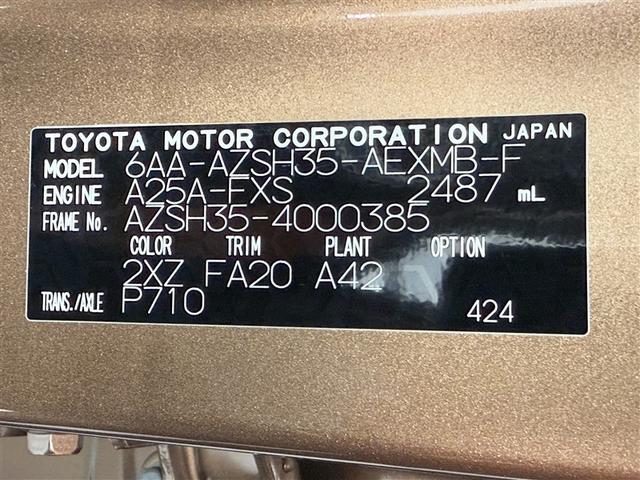 TOYOTA MOTOR CORPORATION JAPAN
MODEL 6AA-AZSH35-AEXMB-F
ENGINE A25A-FXS 2487 mL
FRAME No. AZSH35-4000385
COLOR TRIM PLANT OPTION
2XZ FA20 A42
TRANS./AXLE P710
424